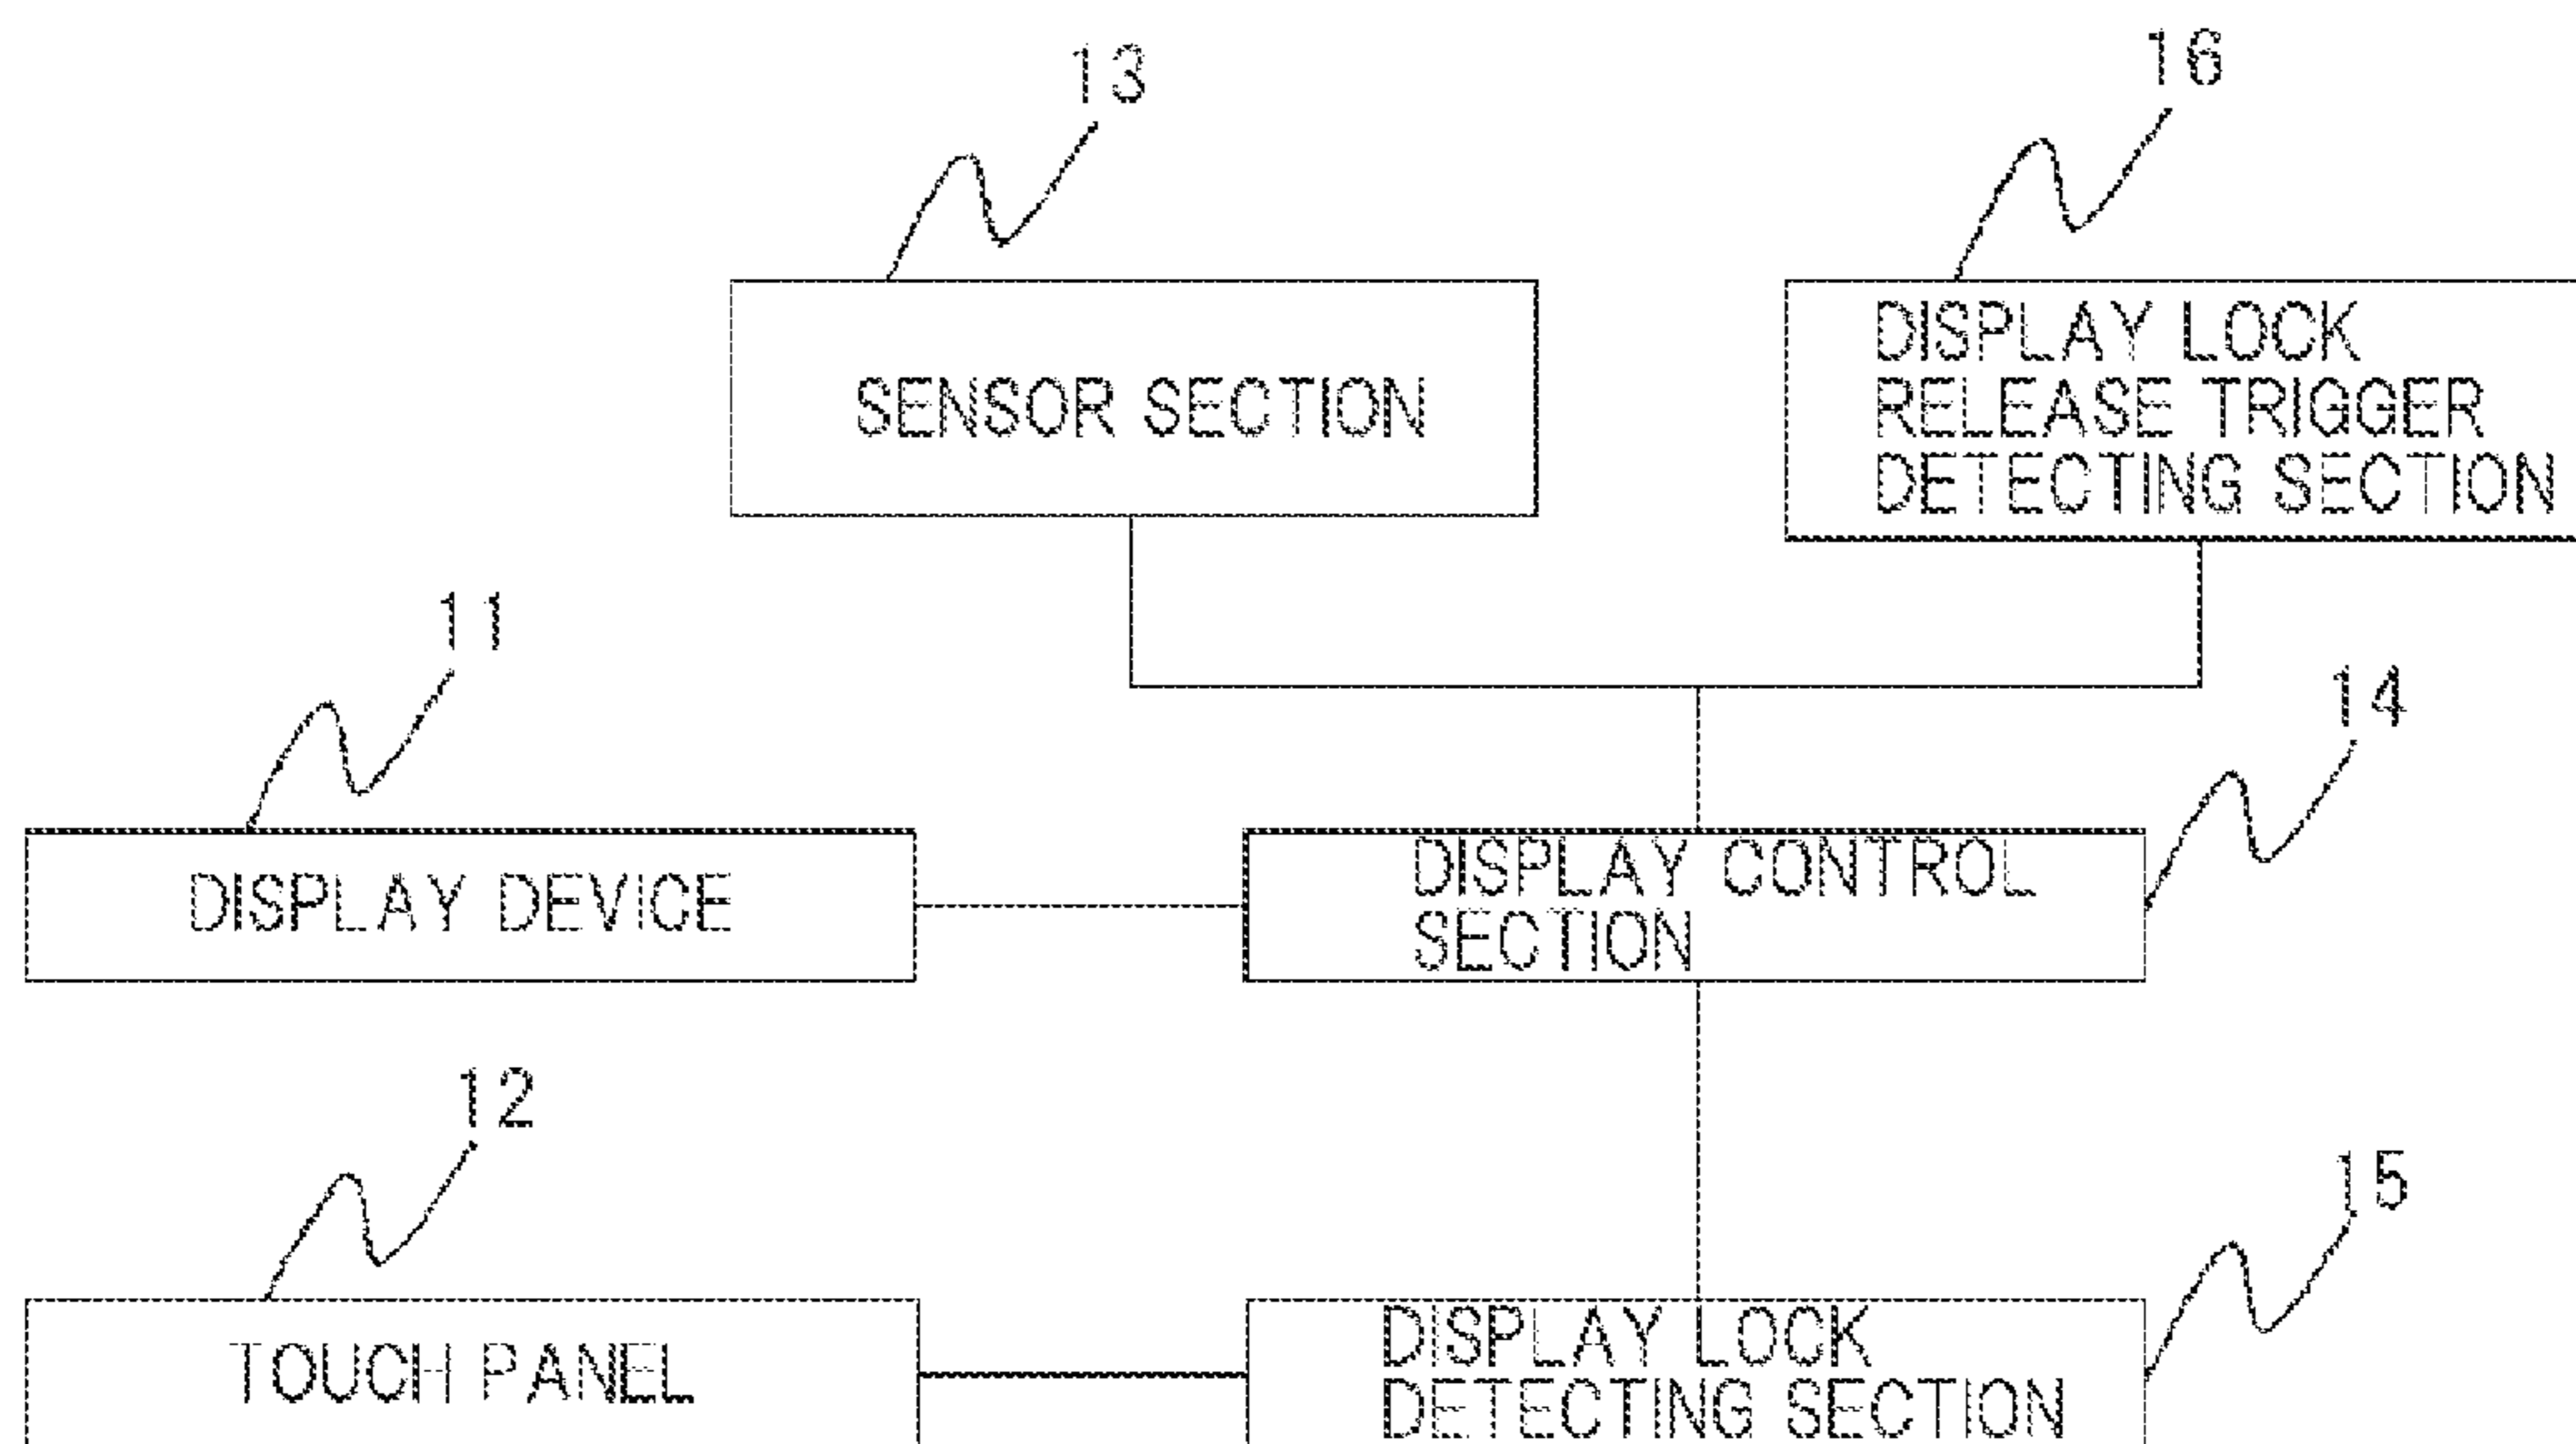 13
16
SENSOR SECTION
DISPLAY LOCK
RELEASE TRIGGER
DETECTING SECTION
11
14
DISPLAY DEVICE
DISPLAY CONTROL
SECTION
12
15
TOUCH PANEL
DISPLAY LOCK
DETECTING SECTION